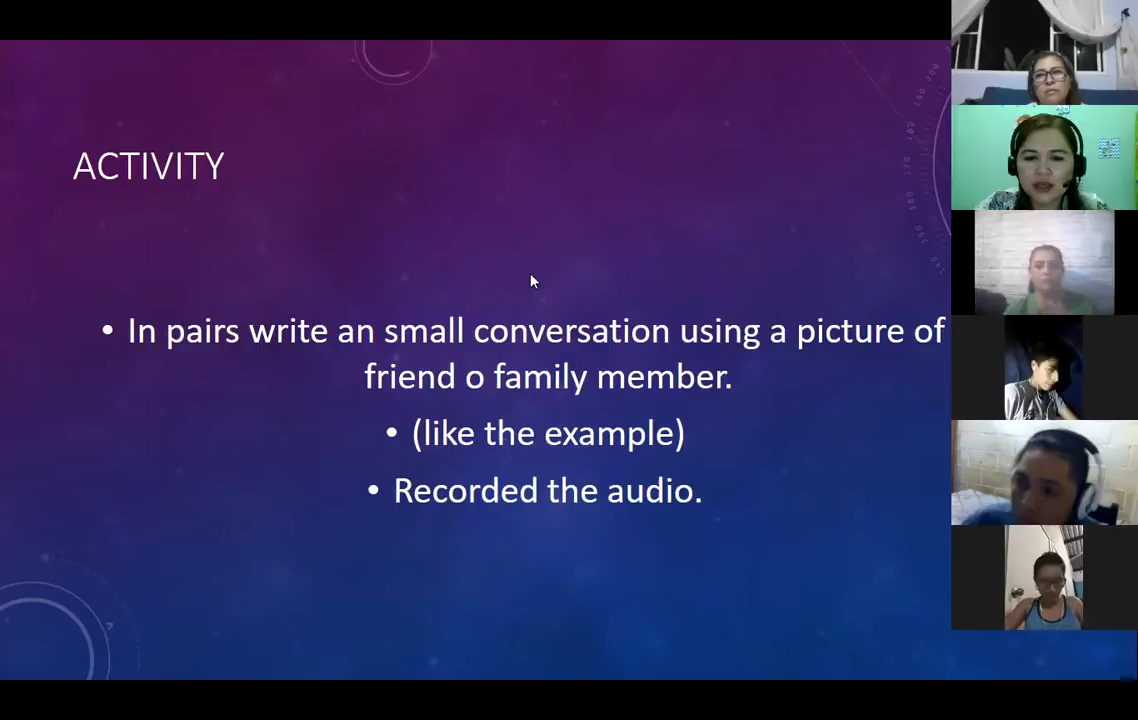 ACTIVITY
• In pairs write an small conversation using a picture of
friend o family member.
• (like the example)
• Recorded the audio.